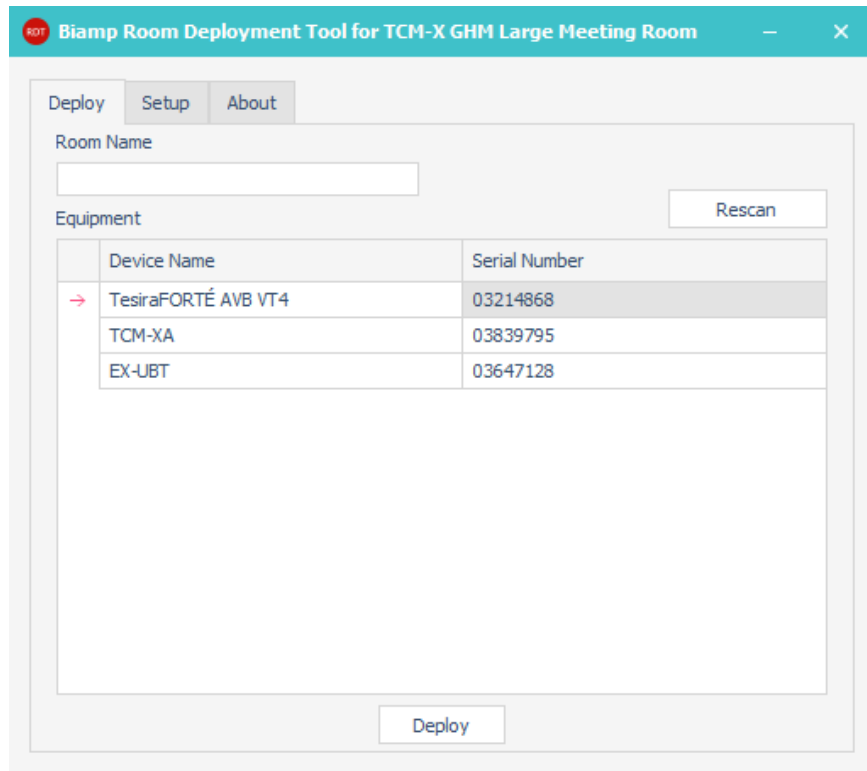 RDT Biamp Room Deployment Tool for TCM-X GHM Large Meeting Room
Deploy Setup About
Room Name
Rescan
Equipment
Device Name Serial Number
TesiraFORTÉ AVB VT4 03214868
TCM-XA 03839795
EX-UBT 03647128
Deploy